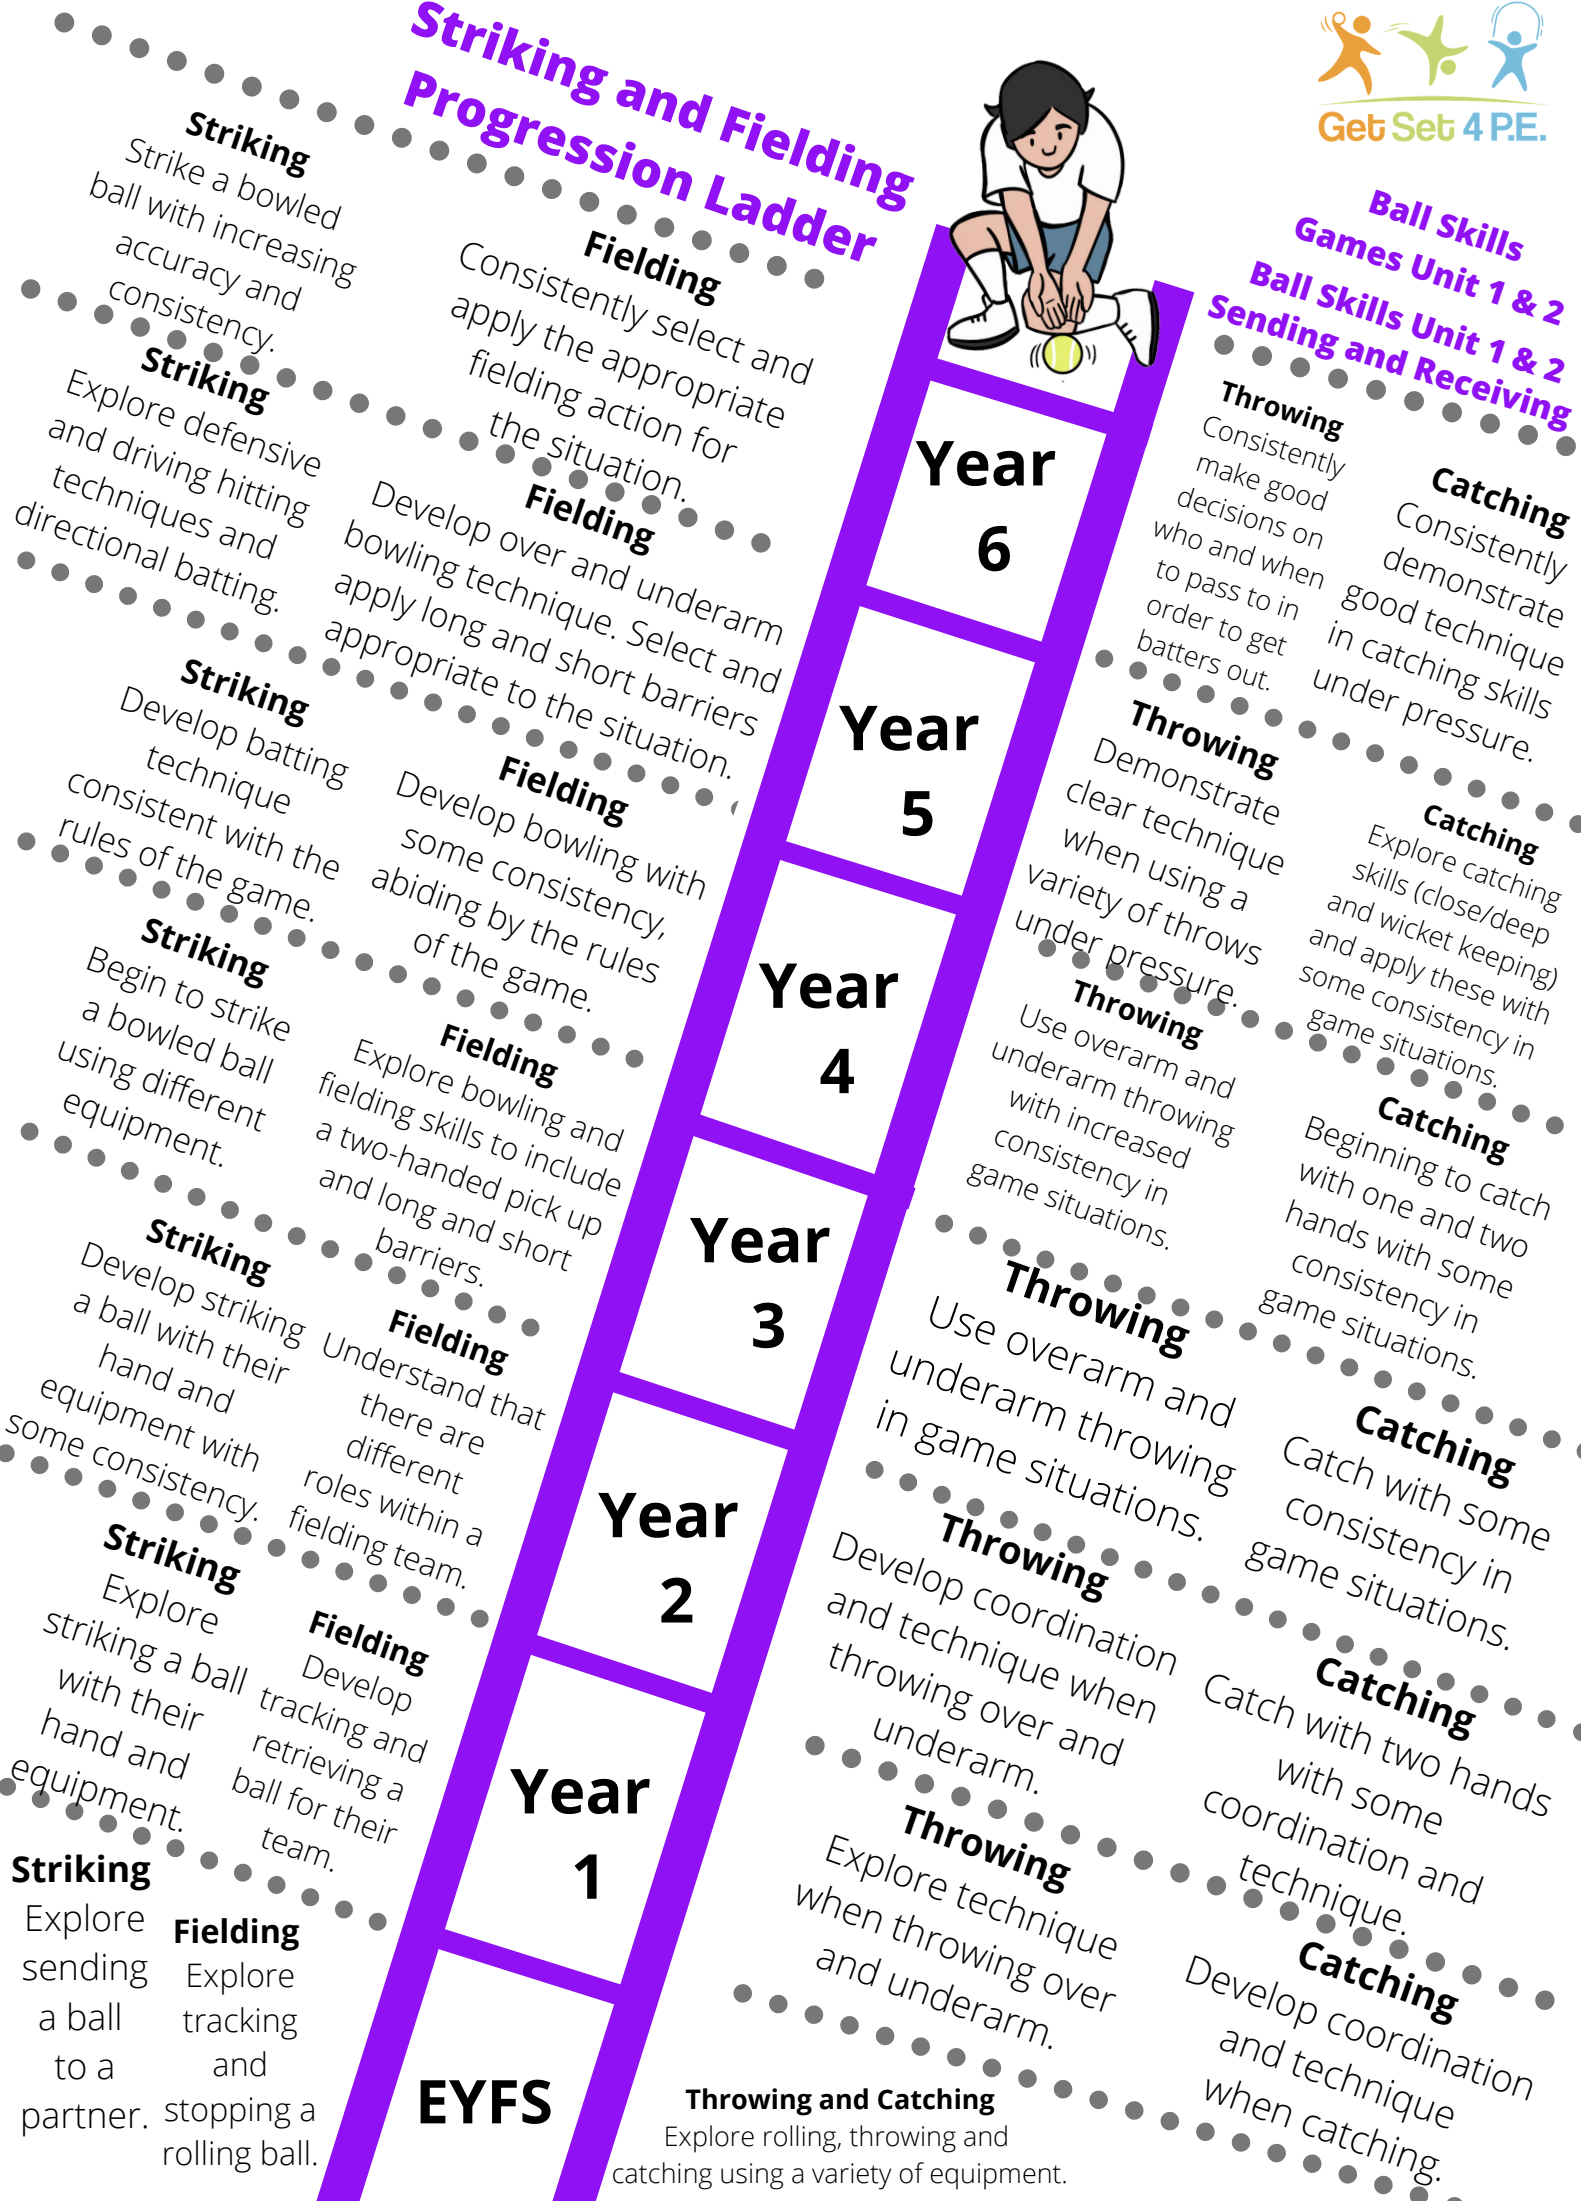 Striking and Fielding
Progression Ladder
Get Set 4 P.E.
Ball Skills
Games Unit 1 & 2
Ball Skills Unit 1 & 2
Sending and Receiving
Striking
Strike a bowled
ball with increasing
accuracy and
consistency.
Fielding
Consistently select and
apply the appropriate
fielding action for
the situation.
Year
6
Throwing
Consistently
make good
decisions on
who and when
to pass to in
order to get
batters out.
Catching
Consistently
demonstrate
good technique
in catching skills
under pressure.
Striking
Explore defensive
and driving hitting
techniques and
directional batting.
Fielding
Develop over and underarm
bowling technique. Select and
apply long and short barriers
appropriate to the situation.
Year
5
Throwing
Demonstrate
clear technique
when using a
variety of throws
under pressure.
Catching
Explore catching
skills (close/deep
and wicket keeping)
and apply these with
some consistency in
game situations.
Striking
Develop batting
technique
consistent with the
rules of the game.
Fielding
Develop bowling with
some consistency,
abiding by the rules
of the game.
Year
4
Throwing
Use overarm and
underarm throwing
with increased
consistency in
game situations.
Catching
Beginning to catch
with one and two
hands with some
consistency in
game situations.
Striking
Begin to strike
a bowled ball
using different
equipment.
Fielding
Explore bowling and
fielding skills to include
a two-handed pick up
and long and short
barriers.
Year
3
Throwing
Use overarm and
underarm throwing
in game situations.
Catching
Catch with some
consistency in
game situations.
Striking
Develop striking
a ball with their
hand and
equipment with
some consistency.
Fielding
Understand that
there are
different
roles within a
fielding team.
Year
2
Throwing
Develop coordination
and technique when
throwing over and
underarm.
Catching
Catch with two hands
with some
coordination and
technique.
Striking
Explore
striking a ball
with their
hand and
equipment.
Fielding
Develop
tracking and
retrieving a
ball for their
team.
Year
1
Throwing
Explore technique
when throwing over
and underarm.
Catching
Develop coordination
and technique
when catching.
Striking
Explore
sending
a ball
to a
partner.
Fielding
Explore
tracking
and
stopping a
rolling ball.
EYFS
Throwing and Catching
Explore rolling, throwing and
catching using a variety of equipment.